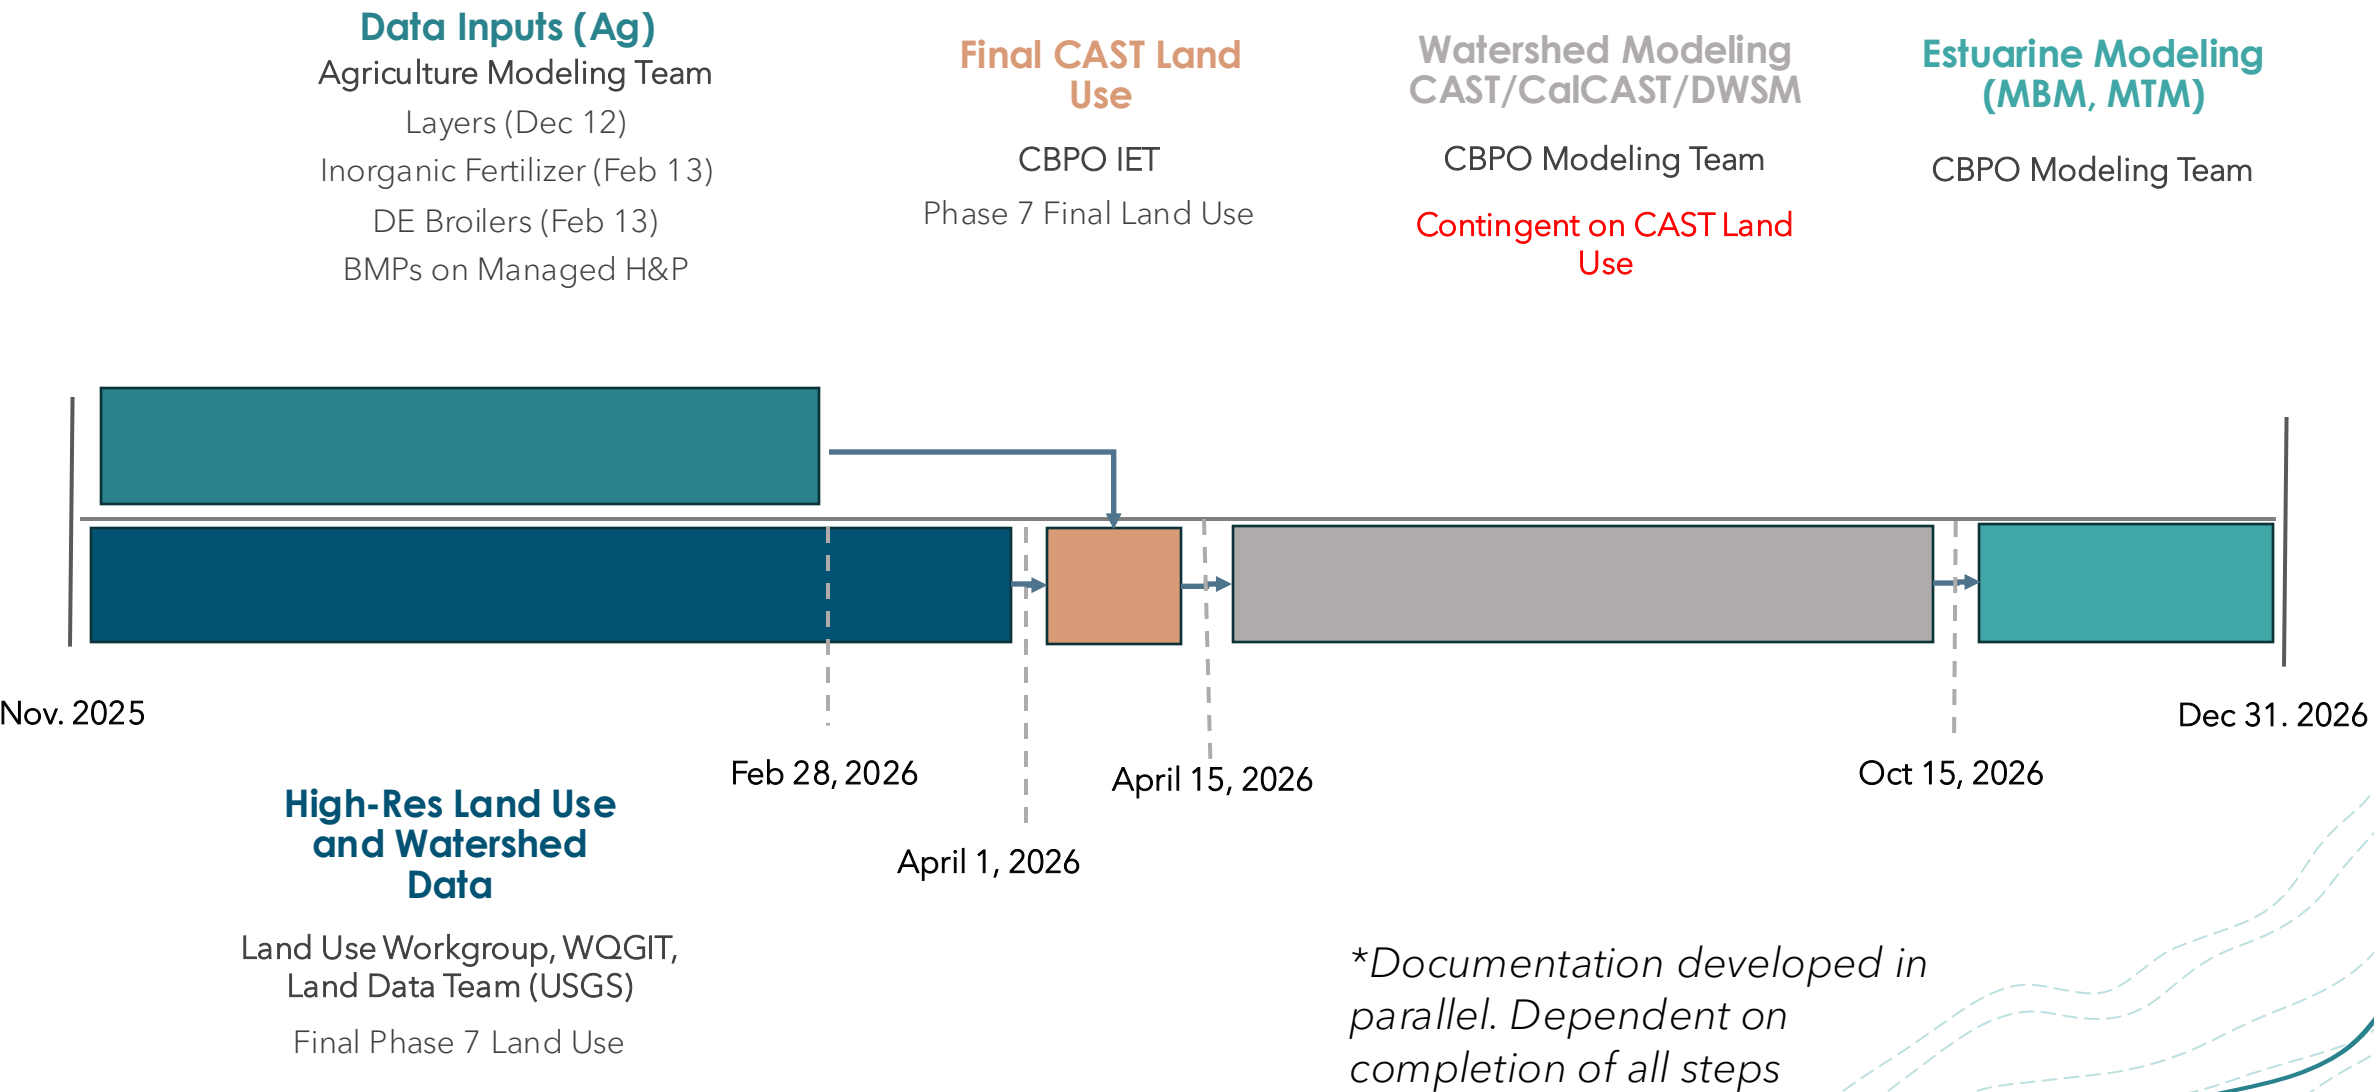 Data Inputs (Ag)
Agriculture Modeling Team
Layers (Dec 12)
Inorganic Fertilizer (Feb 13)
DE Broilers (Feb 13)
BMPs on Managed H&P
Final CAST Land
Use
CBPO IET
Phase 7 Final Land Use
Watershed Modeling
CAST/CalCAST/DWSM
CBPO Modeling Team
Contingent on CAST Land
Use
Estuarine Modeling
(MBM, MTM)
CBPO Modeling Team
Nov. 2025
Feb 28, 2026
April 1, 2026
April 15, 2026
Oct 15, 2026
Dec 31. 2026
High-Res Land Use
and Watershed
Data
Land Use Workgroup, WQGIT,
Land Data Team (USGS)
Final Phase 7 Land Use
*Documentation developed in
parallel. Dependent on
completion of all steps